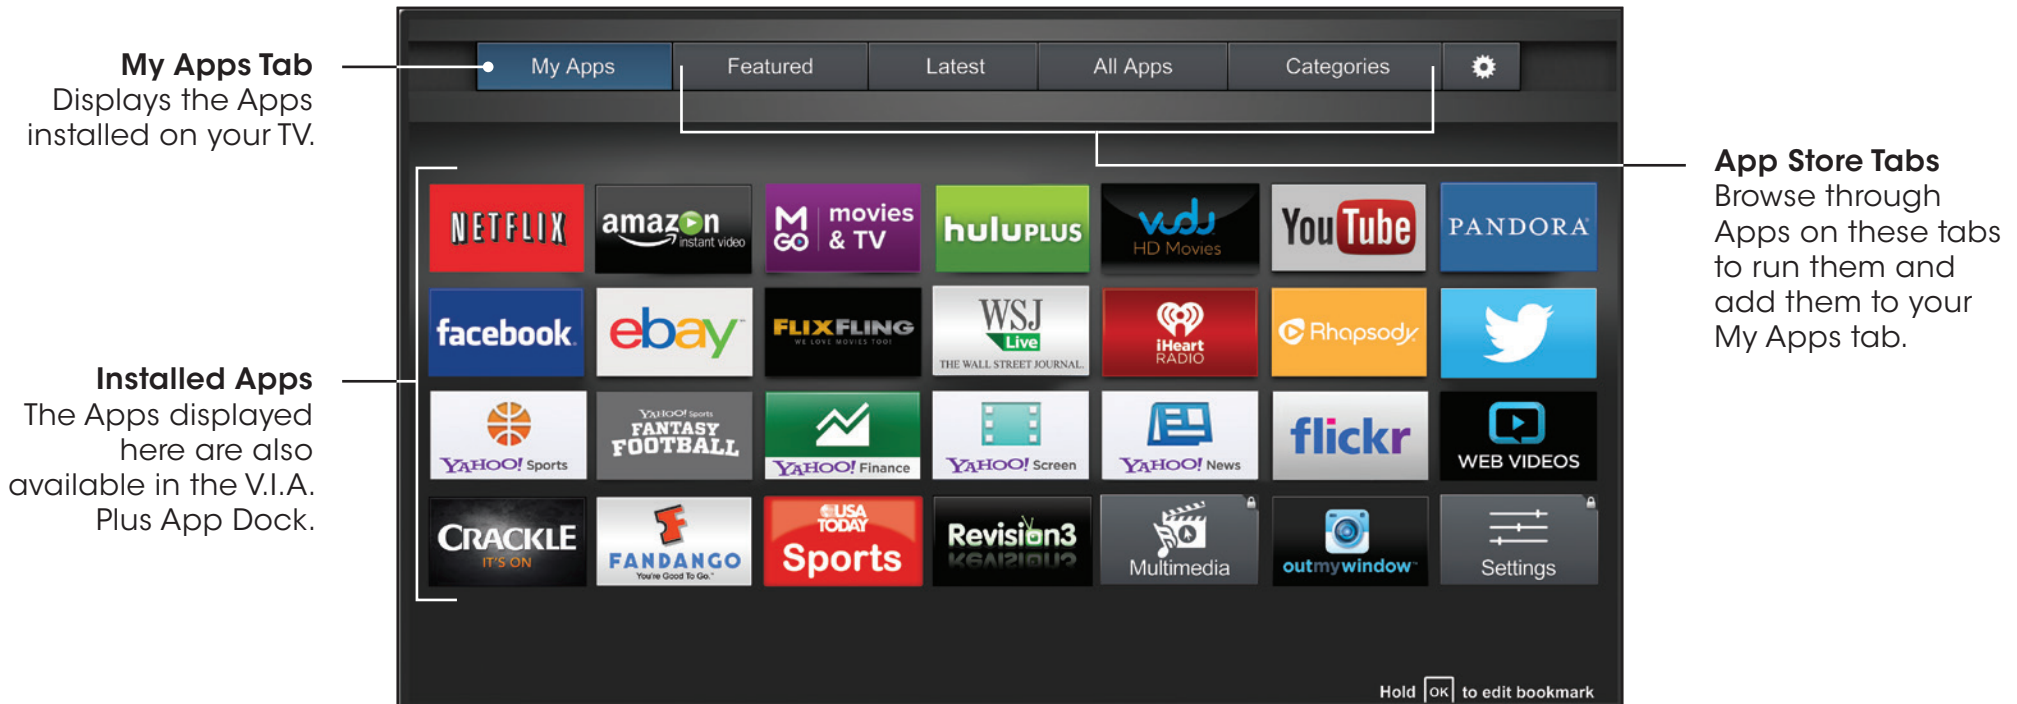 My Apps Tab
Displays the Apps
installed on your TV.
Installed Apps
The Apps displayed
here are also
available in the V.I.A.
Plus App Dock.
My Apps
Featured
Latest
All Apps
Categories
NETFLIX
amazon
instant video
M GO
movies
& TV
huluPLUS
vudu
HD Movies
YouTube
PANDORA
facebook
ebay
FLIXFLING
WE LOVE MOVIES TOO!
WSJ
Live
THE WALL STREET JOURNAL.
iHeart
RADIO
Rhapsody
YAHOO! Sports
YAHOO! Sports
FANTASY
FOOTBALL
YAHOO! Finance
YAHOO! Screen
YAHOO! News
flickr
WEB VIDEOS
CRACKLE
IT'S ON
FANDANGO
You're Good To Go.
USA
TODAY
Sports
Revision3
Multimedia
outmywindow
Settings
Hold OK to edit bookmark
App Store Tabs
Browse through
Apps on these tabs
to run them and
add them to your
My Apps tab.